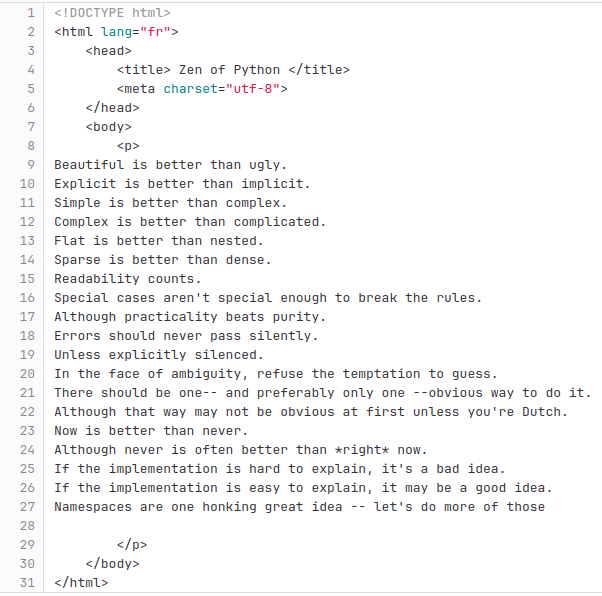 1 <!DOCTYPE html>
2 <html lang="fr">
3     <head>
4         <title> Zen of Python </title>
5         <meta charset="utf-8">
6     </head>
7     <body>
8         <p>
9 Beautiful is better than ugly.
10 Explicit is better than implicit.
11 Simple is better than complex.
12 Complex is better than complicated.
13 Flat is better than nested.
14 Sparse is better than dense.
15 Readability counts.
16 Special cases aren't special enough to break the rules.
17 Although practicality beats purity.
18 Errors should never pass silently.
19 Unless explicitly silenced.
20 In the face of ambiguity, refuse the temptation to guess.
21 There should be one-- and preferably only one --obvious way to do it.
22 Although that way may not be obvious at first unless you're Dutch.
23 Now is better than never.
24 Although never is often better than *right* now.
25 If the implementation is hard to explain, it's a bad idea.
26 If the implementation is easy to explain, it may be a good idea.
27 Namespaces are one honking great idea -- let's do more of those
28
29         </p>
30     </body>
31 </html>